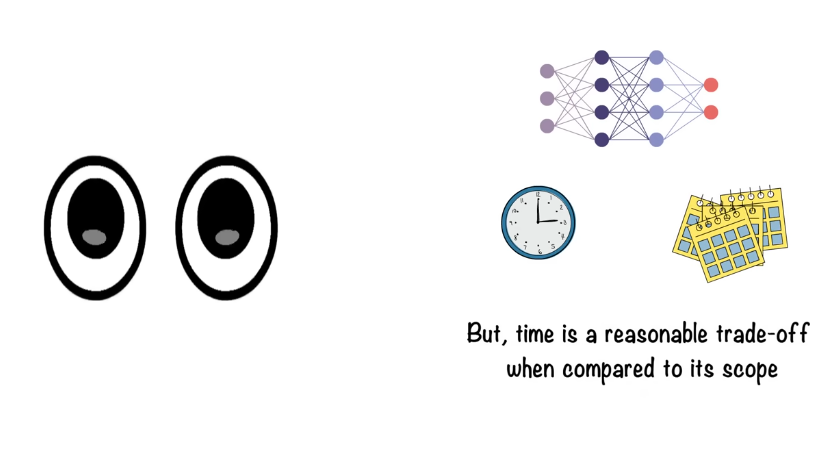 But, time is a reasonable trade-off
when compared to its scope